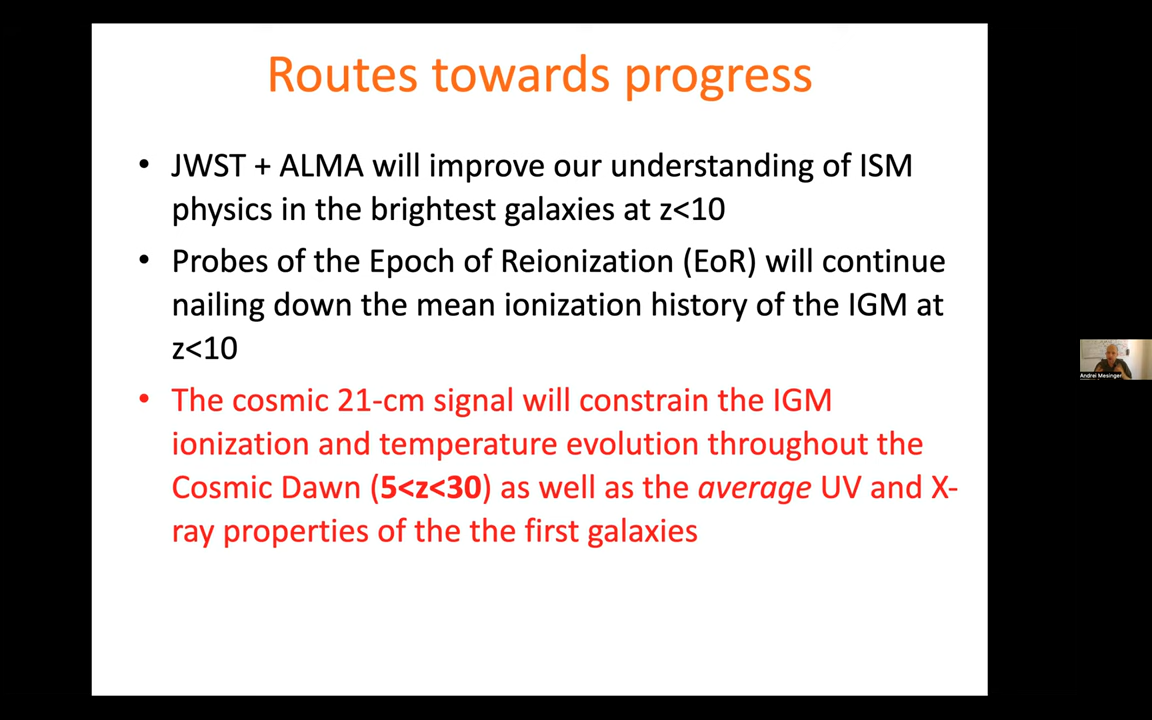 Routes towards progress
• JWST + ALMA will improve our understanding of ISM
physics in the brightest galaxies at z<10
• Probes of the Epoch of Reionization (EoR) will continue
nailing down the mean ionization history of the IGM at
z<10
• The cosmic 21-cm signal will constrain the IGM
ionization and temperature evolution throughout the
Cosmic Dawn (5<z<30) as well as the average UV and X-
ray properties of the the first galaxies
Andrei Mesinger